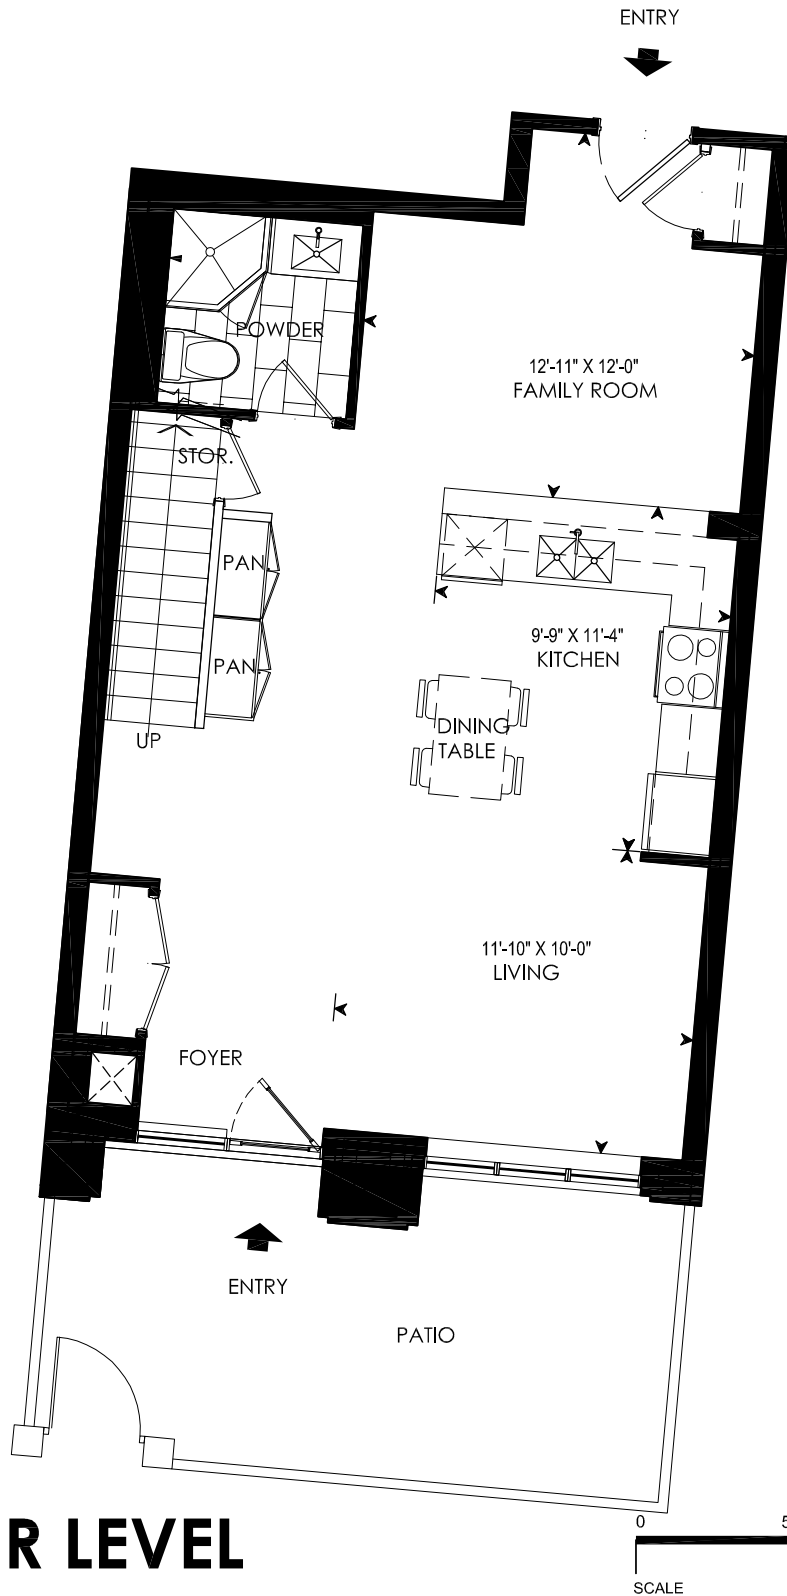 ENTRY
POWDER
12'-11" X 12'-0"
FAMILY ROOM
STOR.
PAN.
9'-9" X 11'-4"
KITCHEN
PAN.
DINING
TABLE
UP
11'-10" X 10'-0"
LIVING
FOYER
ENTRY
PATIO
R LEVEL
0 5
SCALE